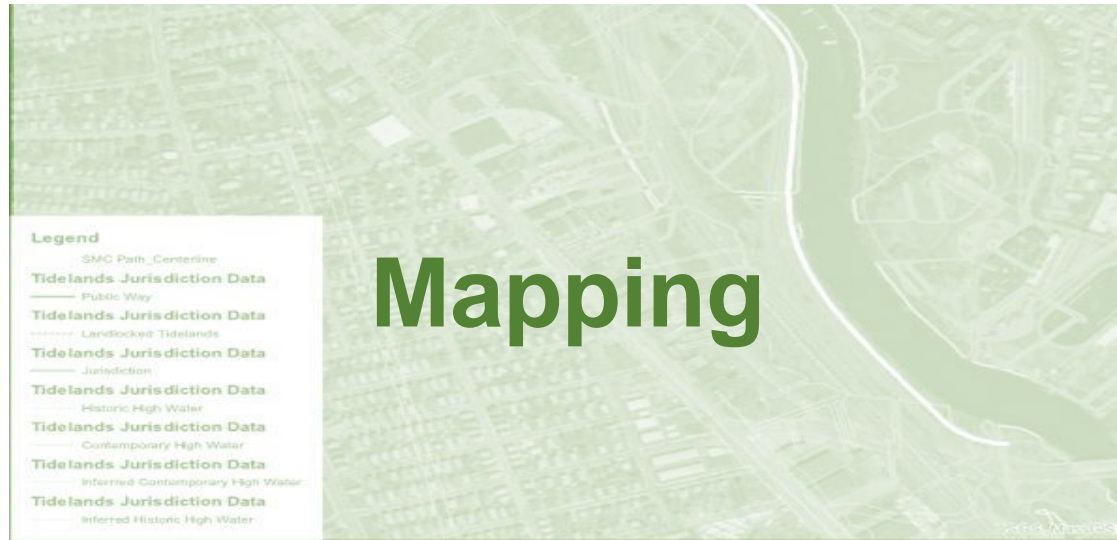 Legend
SMC Path_Centerline
Tidelands Jurisdiction Data
Public Way
Tidelands Jurisdiction Data
Landlocked Tidelands
Tidelands Jurisdiction Data
Jurisdiction
Tidelands Jurisdiction Data
Historic High Water
Tidelands Jurisdiction Data
Contemporary High Water
Tidelands Jurisdiction Data
Inferred Contemporary High Water
Tidelands Jurisdiction Data
Inferred Historic High Water
Mapping